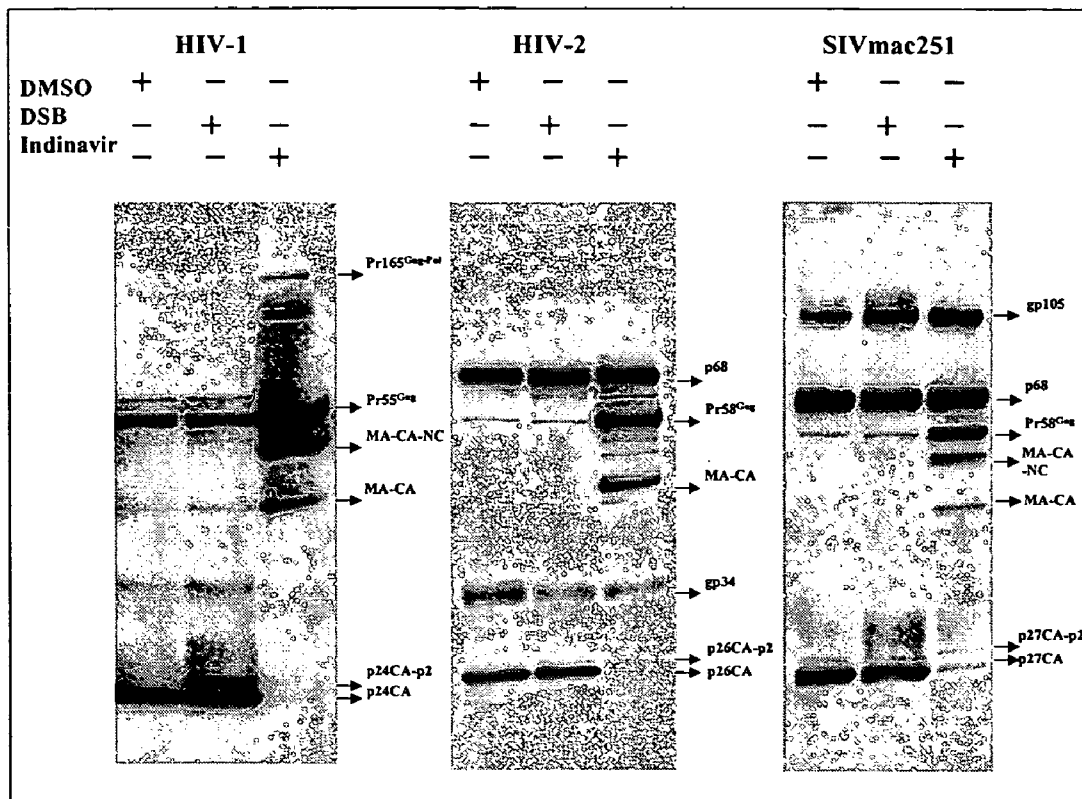 HIV-1 HIV-2 SIVmac251
DMSO + − − + − − + − −
DSB − + − − + − − + −
Indinavir − − + − − + − − +
Pr165Gag-Pol
Pr55Gag
MA-CA-NC
MA-CA
p24CA-p2
p24CA
p68
Pr58Gag
MA-CA
gp34
p26CA-p2
p26CA
gp105
p68
Pr58Gag
MA-CA
-NC
MA-CA
p27CA-p2
p27CA